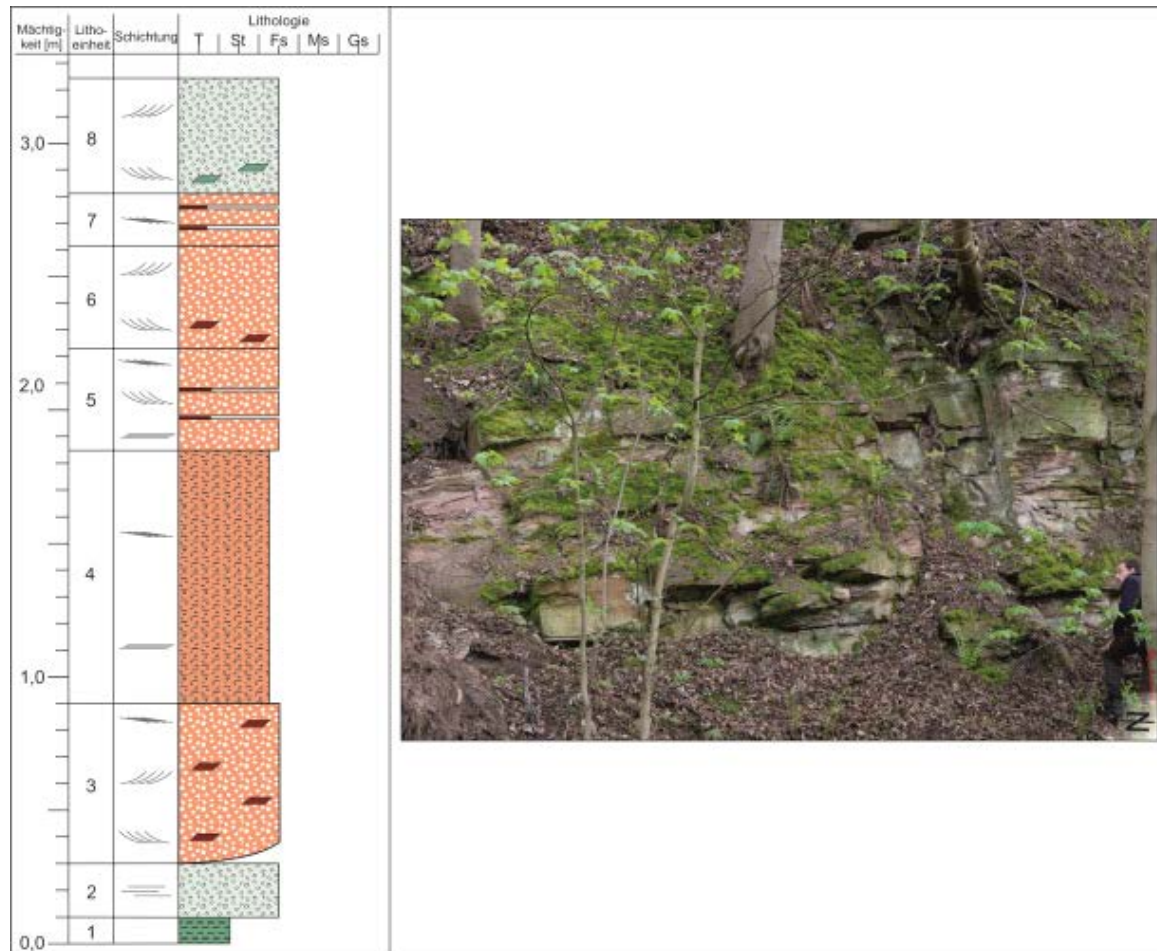 Mächtig-
keit [m]
Litho-
einheit
Schichtung
Lithologie
T St Fs Ms Gs
8
3,0
7
6
2,0
5
4
1,0
3
2
1
0,0
N